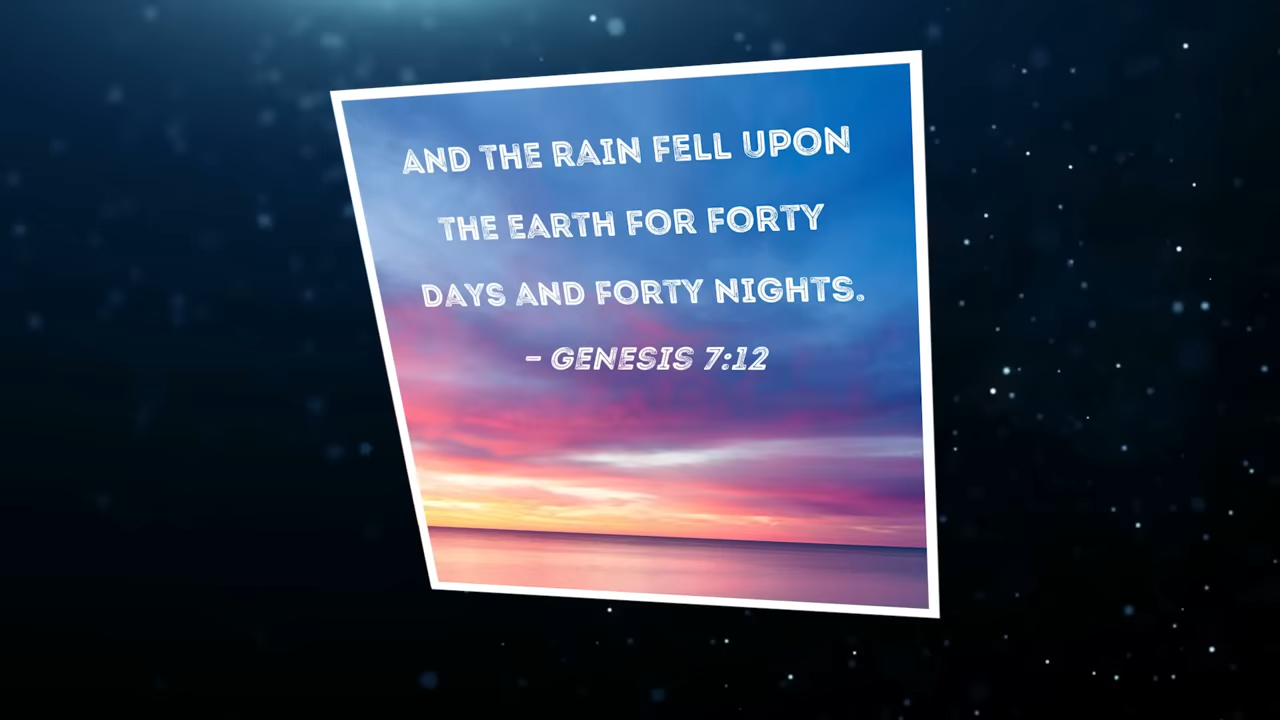 AND THE RAIN FELL UPON
THE EARTH FOR FORTY
DAYS AND FORTY NIGHTS.
– GENESIS 7:12